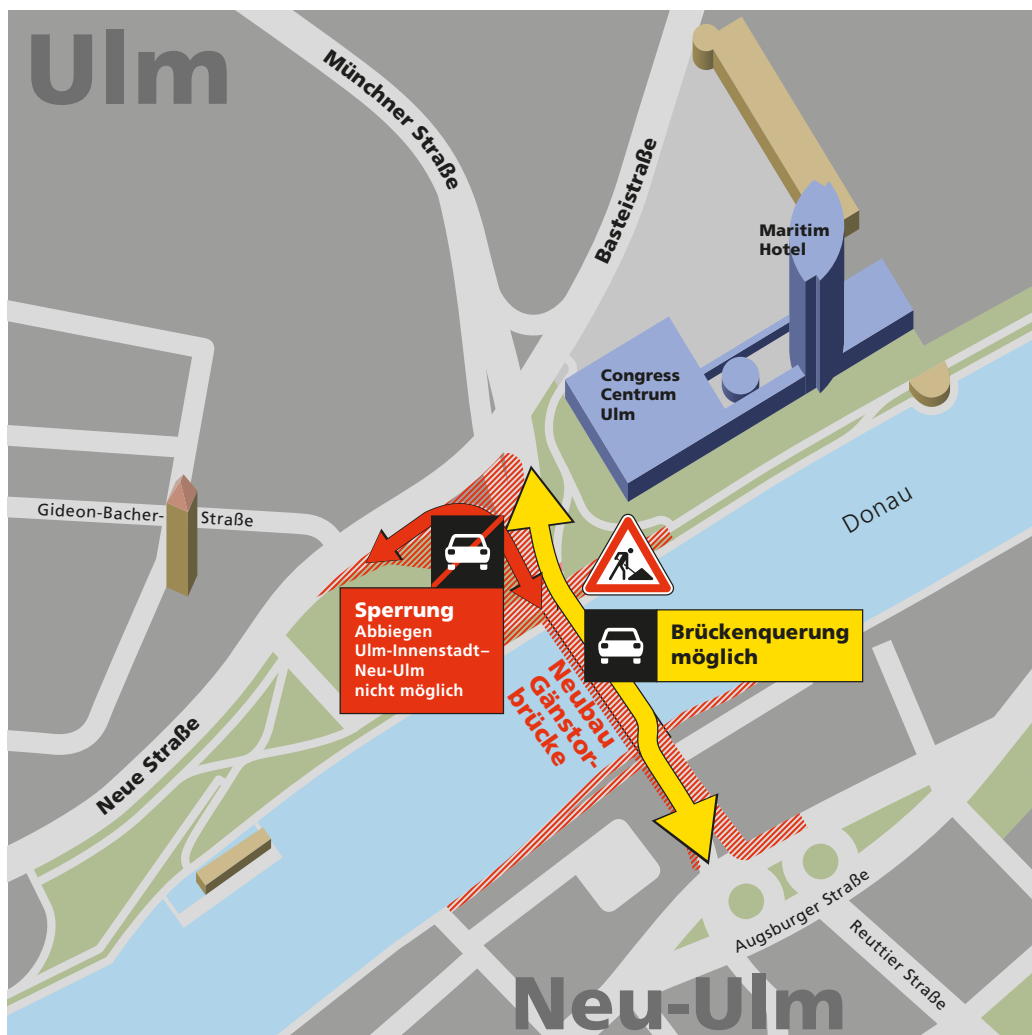 Ulm
Münchner Straße
Basteistraße
Maritim
Hotel
Congress
Centrum
Ulm
Gideon-Bacher-
Straße
Donau
Sperrung
Abbiegen
Ulm-Innenstadt–
Neu-Ulm
nicht möglich
Brückenquerung
möglich
Neubau
Gänstor-
brücke
Neue Straße
Augsburger Straße
Reuttier Straße
Neu-Ulm